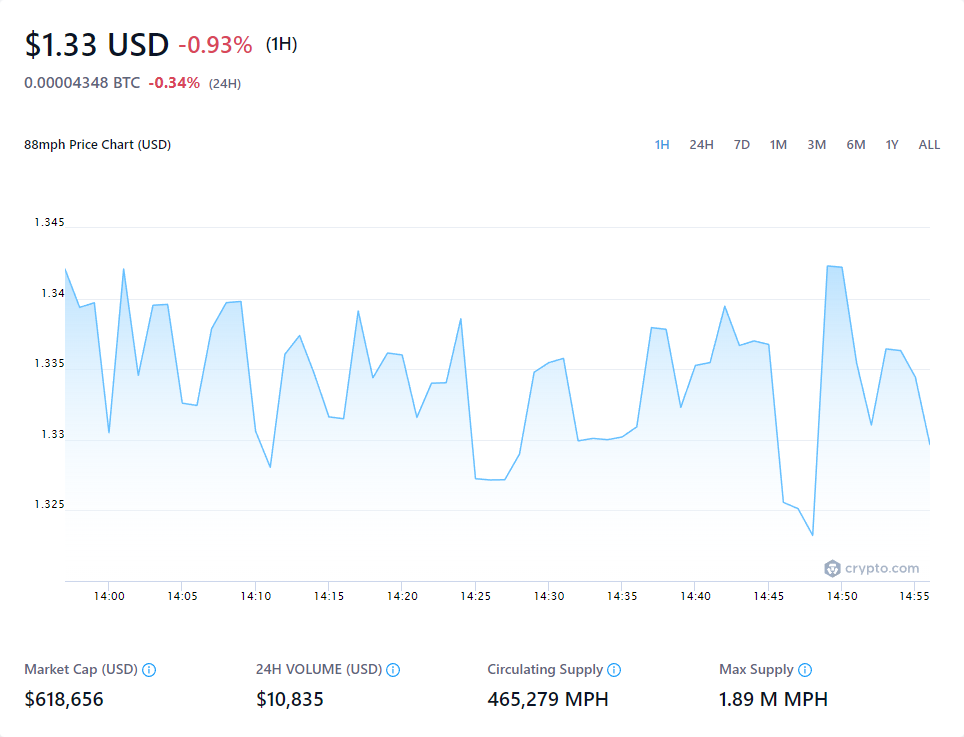 $1.33 USD -0.93% (1H)
0.00004348 BTC -0.34% (24H)
88mph Price Chart (USD)
1H 24H 7D 1M 3M 6M 1Y ALL
1.345
1.34
1.335
1.33
1.325
crypto.com
14:00 14:05 14:10 14:15 14:20 14:25 14:30 14:35 14:40 14:45 14:50 14:55
Market Cap (USD) 24H VOLUME (USD) Circulating Supply Max Supply
$618,656 $10,835 465,279 MPH 1.89 M MPH